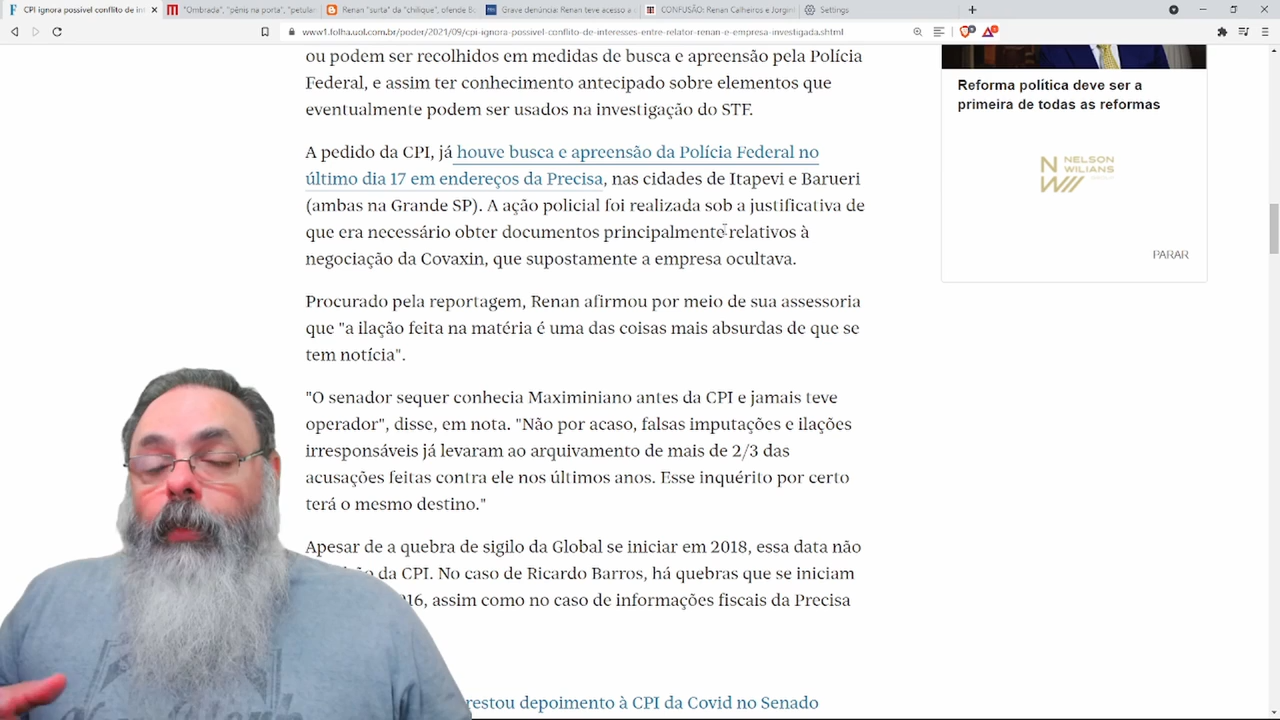 CPI ignora possível conflito de in
"Ombrada", "pênis na porta", "petular
Renan "surta" da "chilique", ofende B
Grave denúncia: Renan teve acesso a
CONFUSÃO: Renan Calheiros e Jorgin
Settings
www1.folha.uol.com.br/poder/2021/09/cpi-ignora-possivel-conflito-de-interesses-entre-relator-renan-e-empresa-investigada.shtml
ou podem ser recolhidos em medidas de busca e apreensão pela Polícia
Federal, e assim ter conhecimento antecipado sobre elementos que
eventualmente podem ser usados na investigação do STF.
A pedido da CPI, já houve busca e apreensão da Polícia Federal no
último dia 17 em endereços da Precisa, nas cidades de Itapevi e Barueri
(ambas na Grande SP). A ação policial foi realizada sob a justificativa de
que era necessário obter documentos principalmente relativos à
negociação da Covaxin, que supostamente a empresa ocultava.
Procurado pela reportagem, Renan afirmou por meio de sua assessoria
que "a ilação feita na matéria é uma das coisas mais absurdas de que se
tem notícia".
"O senador sequer conhecia Maximiniano antes da CPI e jamais teve
operador", disse, em nota. "Não por acaso, falsas imputações e ilações
irresponsáveis já levaram ao arquivamento de mais de 2/3 das
acusações feitas contra ele nos últimos anos. Esse inquérito por certo
terá o mesmo destino."
Apesar de a quebra de sigilo da Global se iniciar em 2018, essa data não
da CPI. No caso de Ricardo Barros, há quebras que se iniciam
16, assim como no caso de informações fiscais da Precisa
restou depoimento à CPI da Covid no Senado
Reforma política deve ser a
primeira de todas as reformas
NELSON
WILIANS
PARAR